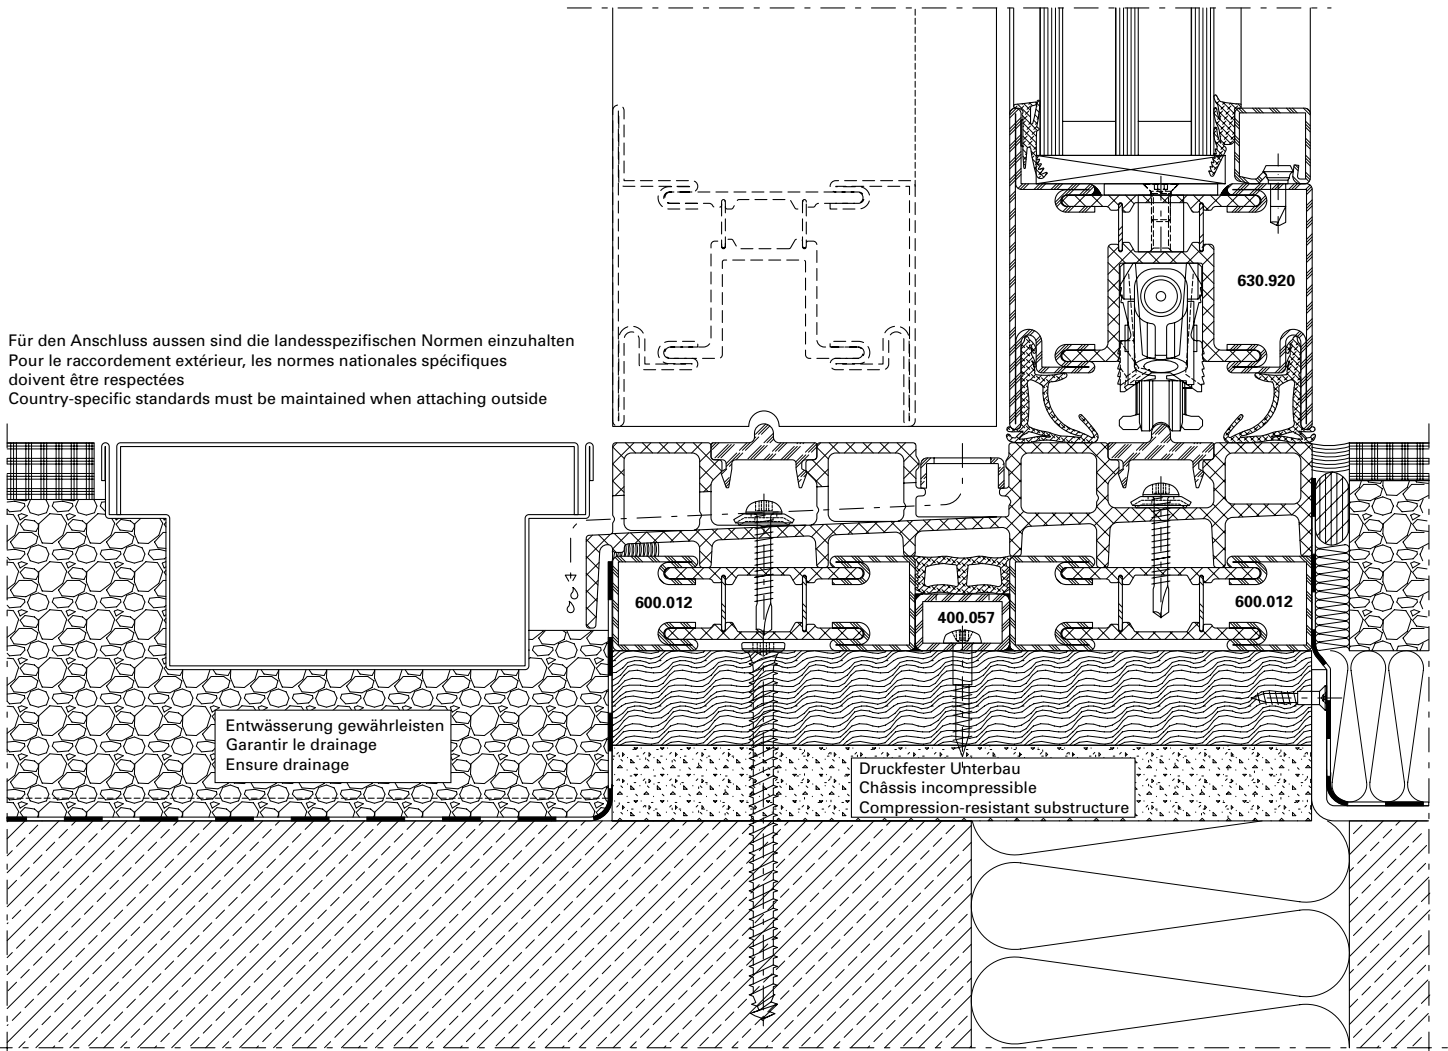 630.920
Für den Anschluss aussen sind die landesspezifischen Normen einzuhalten
Pour le raccordement extérieur, les normes nationales spécifiques
doivent être respectées
Country-specific standards must be maintained when attaching outside
600.012
400.057
600.012
Entwässerung gewährleisten
Garantir le drainage
Ensure drainage
Druckfester Unterbau
Châssis incompressible
Compression-resistant substructure